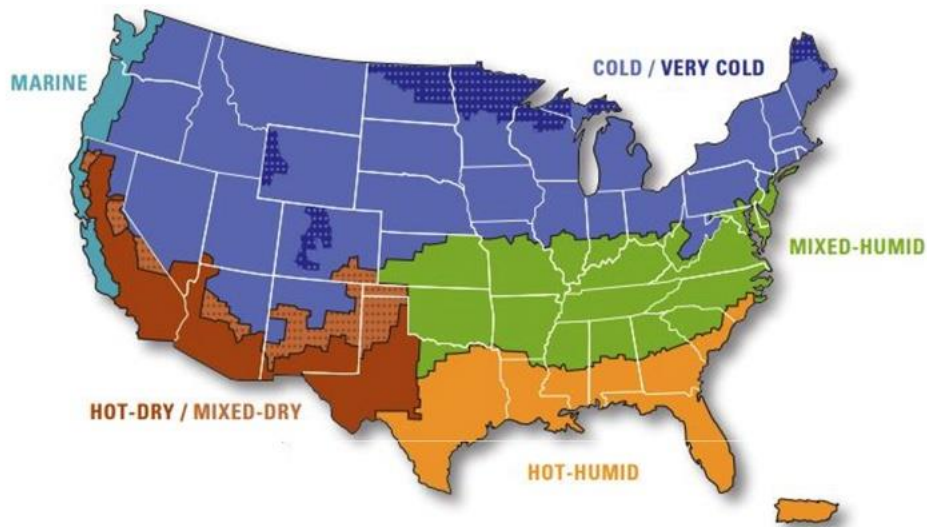 COLD / VERY COLD
MARINE
MIXED-HUMID
HOT-DRY / MIXED-DRY
HOT-HUMID